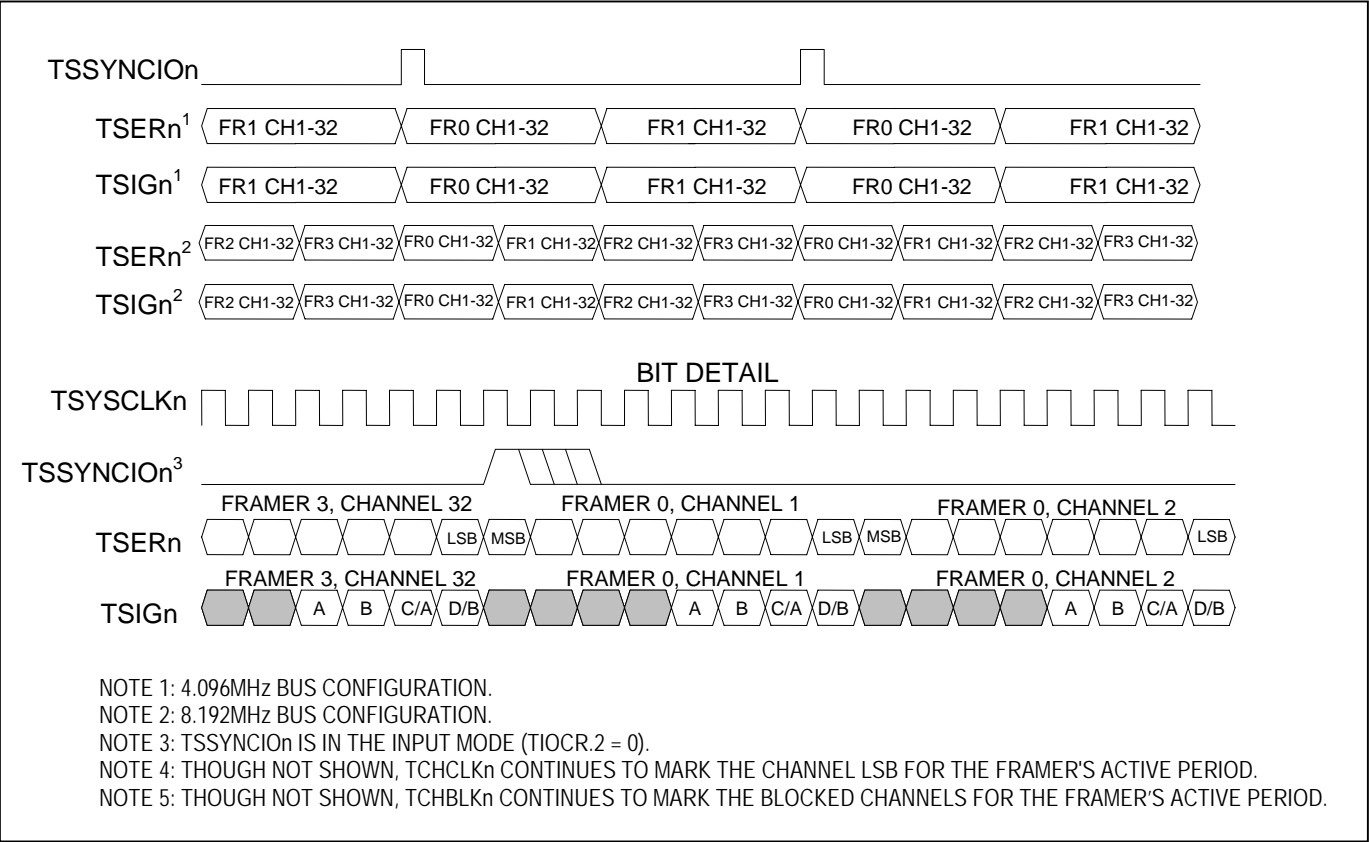 TSSYNCIOn
TSERn1 FR1 CH1-32 FR0 CH1-32 FR1 CH1-32 FR0 CH1-32 FR1 CH1-32
TSIGn1 FR1 CH1-32 FR0 CH1-32 FR1 CH1-32 FR0 CH1-32 FR1 CH1-32
TSERn2 FR2 CH1-32 FR3 CH1-32 FR0 CH1-32 FR1 CH1-32 FR2 CH1-32 FR3 CH1-32 FR0 CH1-32 FR1 CH1-32 FR2 CH1-32 FR3 CH1-32
TSIGn2 FR2 CH1-32 FR3 CH1-32 FR0 CH1-32 FR1 CH1-32 FR2 CH1-32 FR3 CH1-32 FR0 CH1-32 FR1 CH1-32 FR2 CH1-32 FR3 CH1-32
BIT DETAIL
TSYSCLKn
TSSYNCIOn3
FRAMER 3, CHANNEL 32 FRAMER 0, CHANNEL 1 FRAMER 0, CHANNEL 2
TSERn LSB MSB LSB MSB LSB
FRAMER 3, CHANNEL 32 FRAMER 0, CHANNEL 1 FRAMER 0, CHANNEL 2
TSIGn A B C/A D/B A B C/A D/B A B C/A D/B
NOTE 1: 4.096MHz BUS CONFIGURATION.
NOTE 2: 8.192MHz BUS CONFIGURATION.
NOTE 3: TSSYNCIOn IS IN THE INPUT MODE (TIOCR.2 = 0).
NOTE 4: THOUGH NOT SHOWN, TCHCLKn CONTINUES TO MARK THE CHANNEL LSB FOR THE FRAMER'S ACTIVE PERIOD.
NOTE 5: THOUGH NOT SHOWN, TCHBLKn CONTINUES TO MARK THE BLOCKED CHANNELS FOR THE FRAMER'S ACTIVE PERIOD.